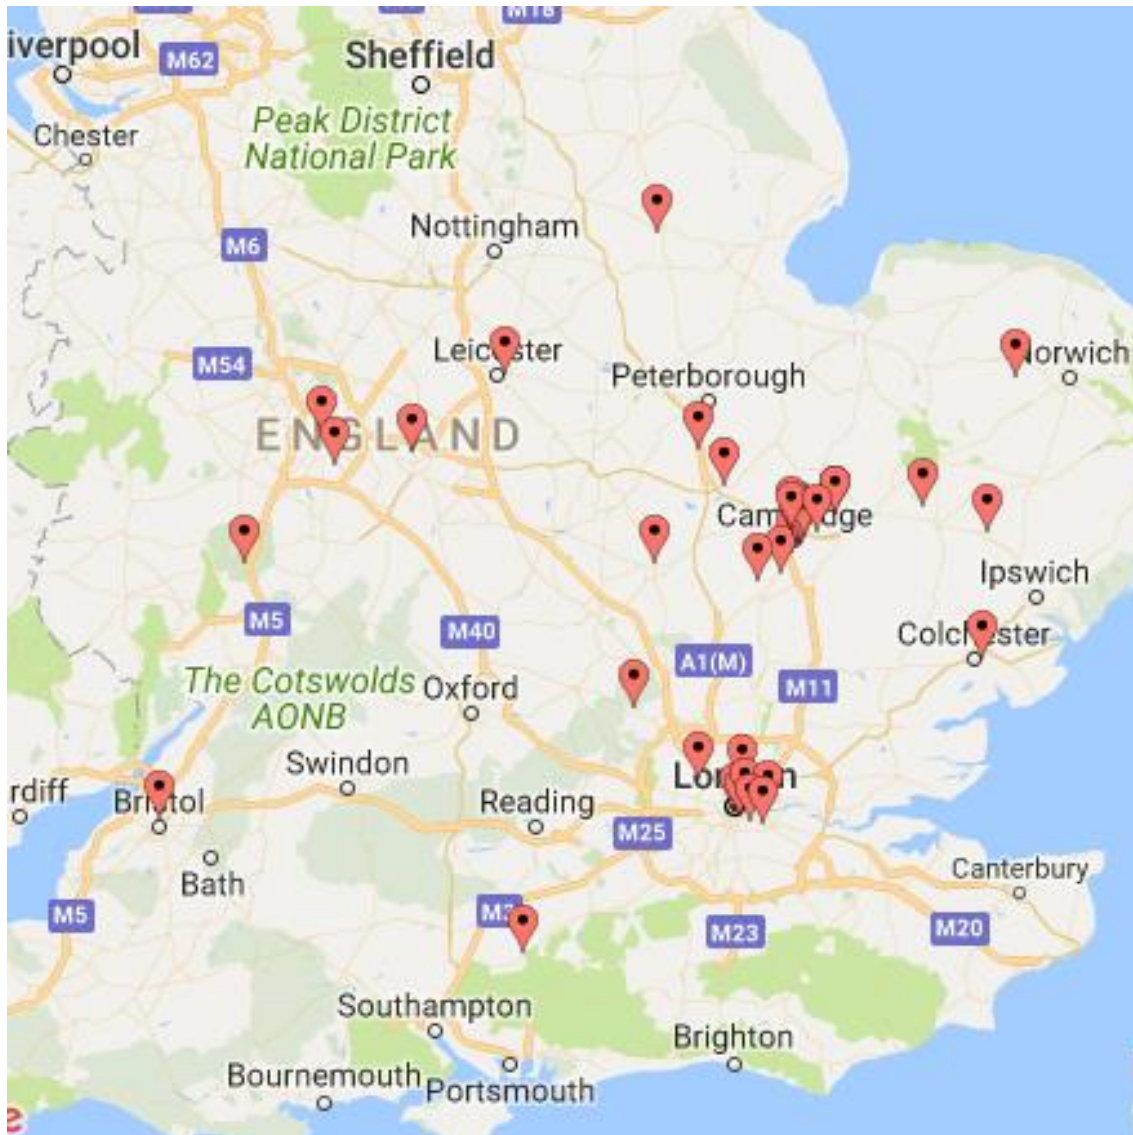 M18
iverpool
M62
Sheffield
Chester
Peak District
National Park
M6
Nottingham
M54
Leicester
Peterborough
Norwich
ENGLAND
Cambridge
Ipswich
M5
M40
Colchester
A1(M)
M11
The Cotswolds
AONB
Oxford
Swindon
London
rdiff
Bristol
Reading
M25
Bath
Canterbury
M5
M3
M23
M20
Southampton
Brighton
Bournemouth
Portsmouth
e